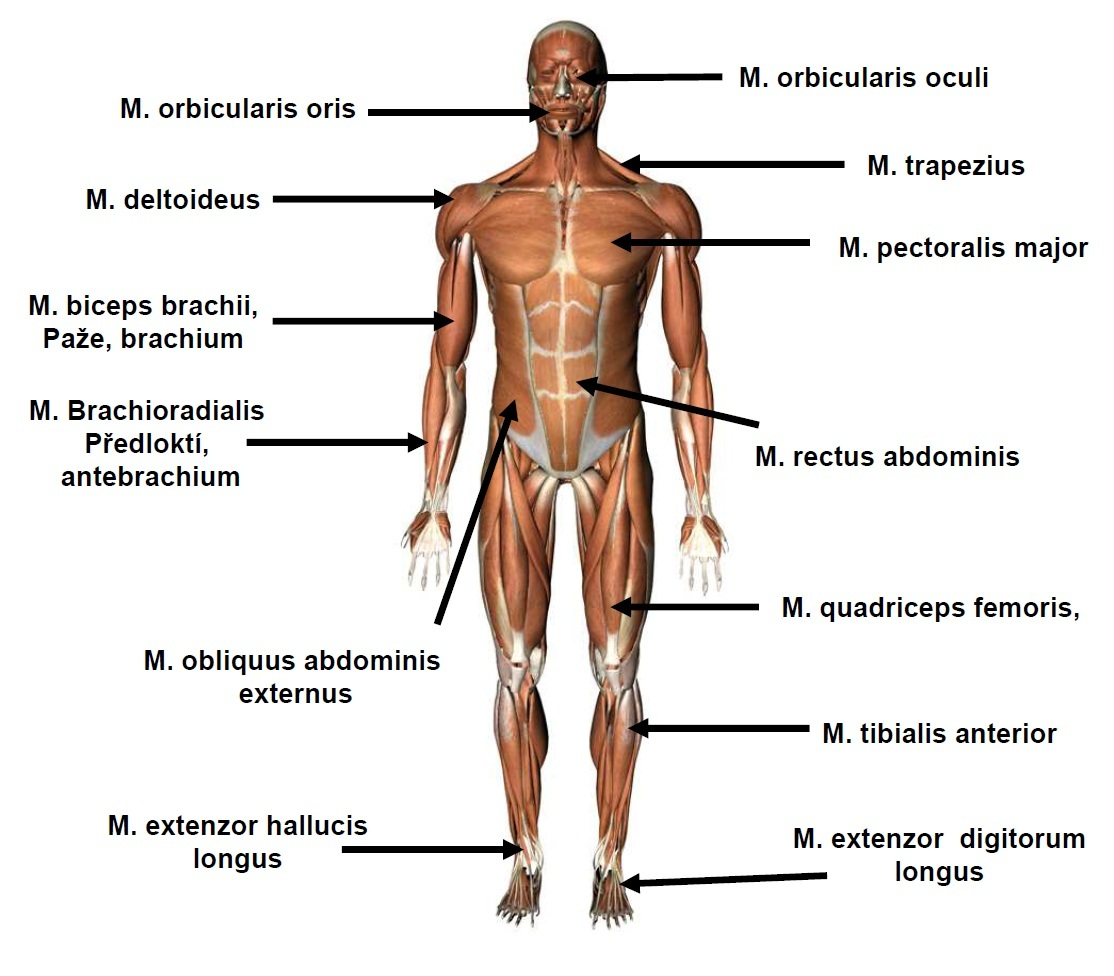 M. orbicularis oculi
M. orbicularis oris
M. trapezius
M. deltoideus
M. pectoralis major
M. biceps brachii,
Paže, brachium
M. Brachioradialis
Předloktí,
antebrachium
M. rectus abdominis
M. quadriceps femoris,
M. obliquus abdominis
externus
M. tibialis anterior
M. extenzor hallucis
longus
M. extenzor digitorum
longus